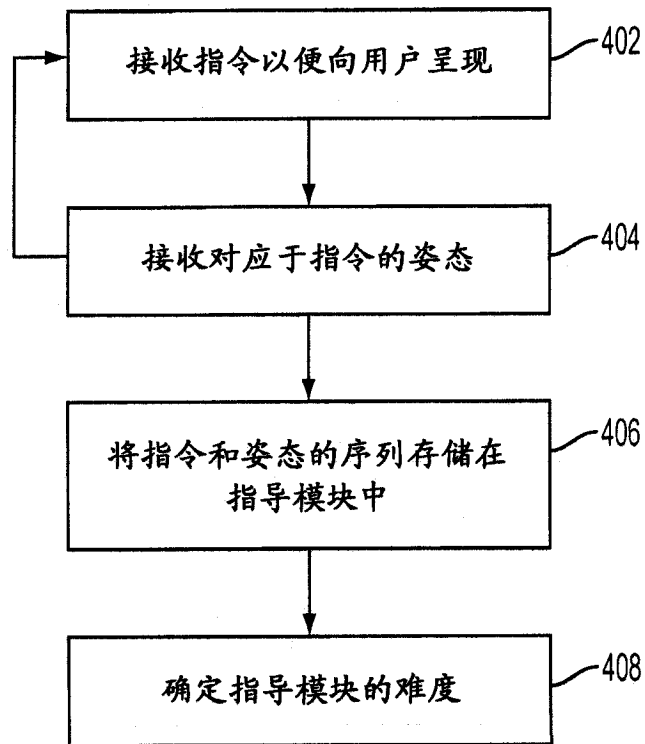 接收指令以便向用户呈现
402
接收对应于指令的姿态
404
将指令和姿态的序列存储在
指导模块中
406
确定指导模块的难度
408